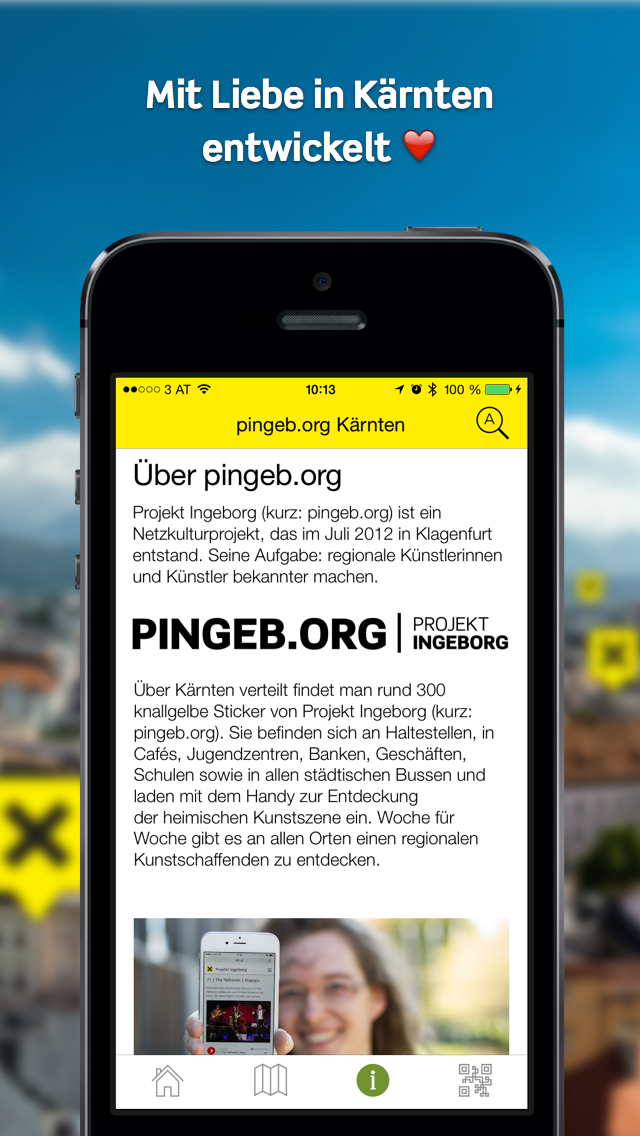 Mit Liebe in Kärnten
entwickelt ❤️
3 AT 10:13 100 %
pingeb.org Kärnten
A
Über pingeb.org
Projekt Ingeborg (kurz: pingeb.org) ist ein
Netzkulturprojekt, das im Juli 2012 in Klagenfurt
entstand. Seine Aufgabe: regionale Künstlerinnen
und Künstler bekannter machen.
PINGEB.ORG | PROJEKT
INGEBORG
Über Kärnten verteilt findet man rund 300
knallgelbe Sticker von Projekt Ingeborg (kurz:
pingeb.org). Sie befinden sich an Haltestellen, in
Cafés, Jugendzentren, Banken, Geschäften,
Schulen sowie in allen städtischen Bussen und
laden mit dem Handy zur Entdeckung
der heimischen Kunstszene ein. Woche für
Woche gibt es an allen Orten einen regionalen
Kunstschaffenden zu entdecken.
Projekt Ingeborg
i